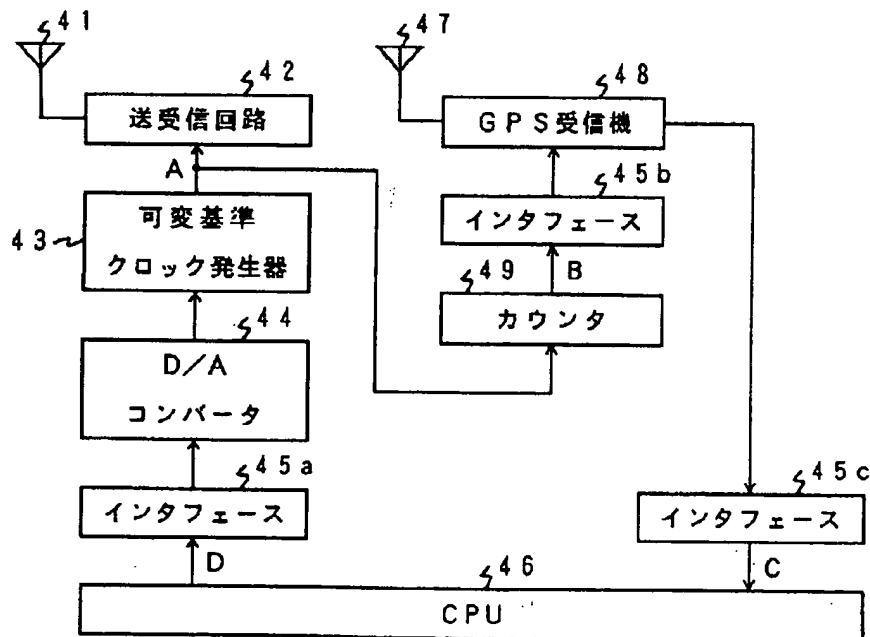 41
47
42
48
送受信回路
GPS受信機
A
45b
可変基準
クロック発生器
43
インタフェース
49
B
44
カウンタ
D/A
コンバータ
45a
45c
インタフェース
インタフェース
D
46
C
CPU